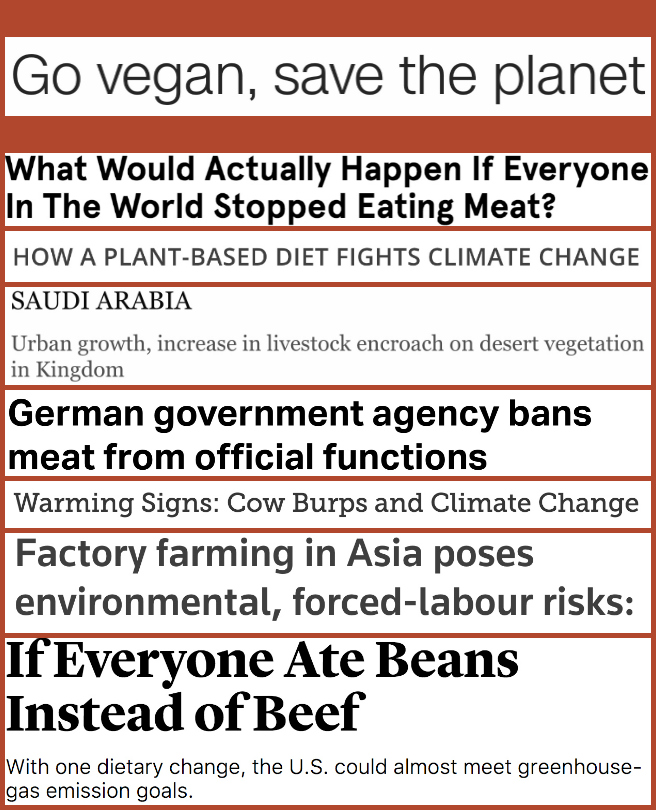 Go vegan, save the planet
What Would Actually Happen If Everyone
In The World Stopped Eating Meat?
HOW A PLANT-BASED DIET FIGHTS CLIMATE CHANGE
SAUDI ARABIA
Urban growth, increase in livestock encroach on desert vegetation
in Kingdom
German government agency bans
meat from official functions
Warming Signs: Cow Burps and Climate Change
Factory farming in Asia poses
environmental, forced-labour risks:
If Everyone Ate Beans
Instead of Beef
With one dietary change, the U.S. could almost meet greenhouse-
gas emission goals.